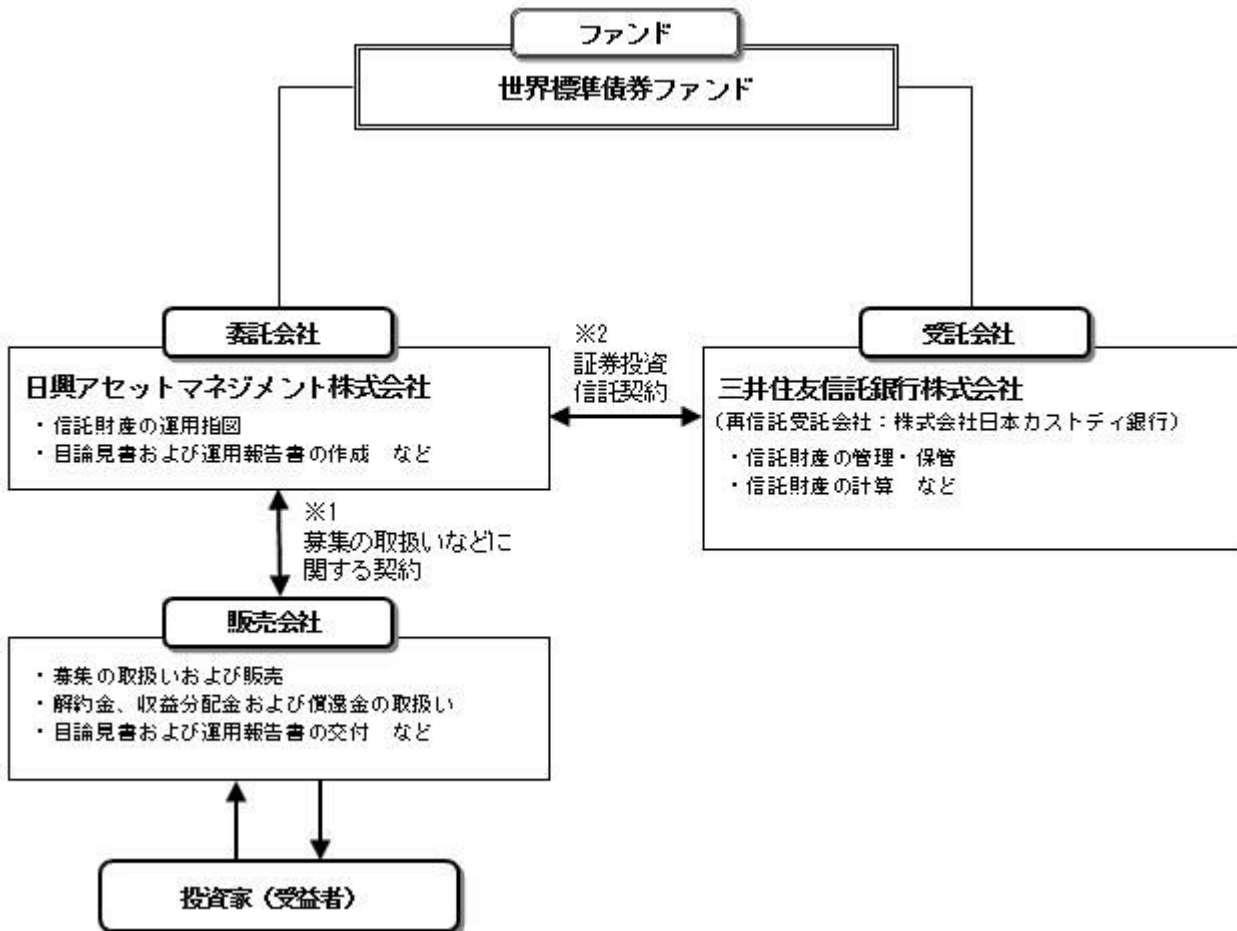 ファンド
世界標準債券ファンド
委託会社
日興アセットマネジメント株式会社
・信託財産の運用指図
・目論見書および運用報告書の作成　など
※2
証券投資
信託契約
受託会社
三井住友信託銀行株式会社
（再信託受託会社：株式会社日本カストディ銀行）
・信託財産の管理・保管
・信託財産の計算　など
※1
募集の取扱いなどに
関する契約
販売会社
・募集の取扱いおよび販売
・解約金、収益分配金および償還金の取扱い
・目論見書および運用報告書の交付　など
投資家（受益者）